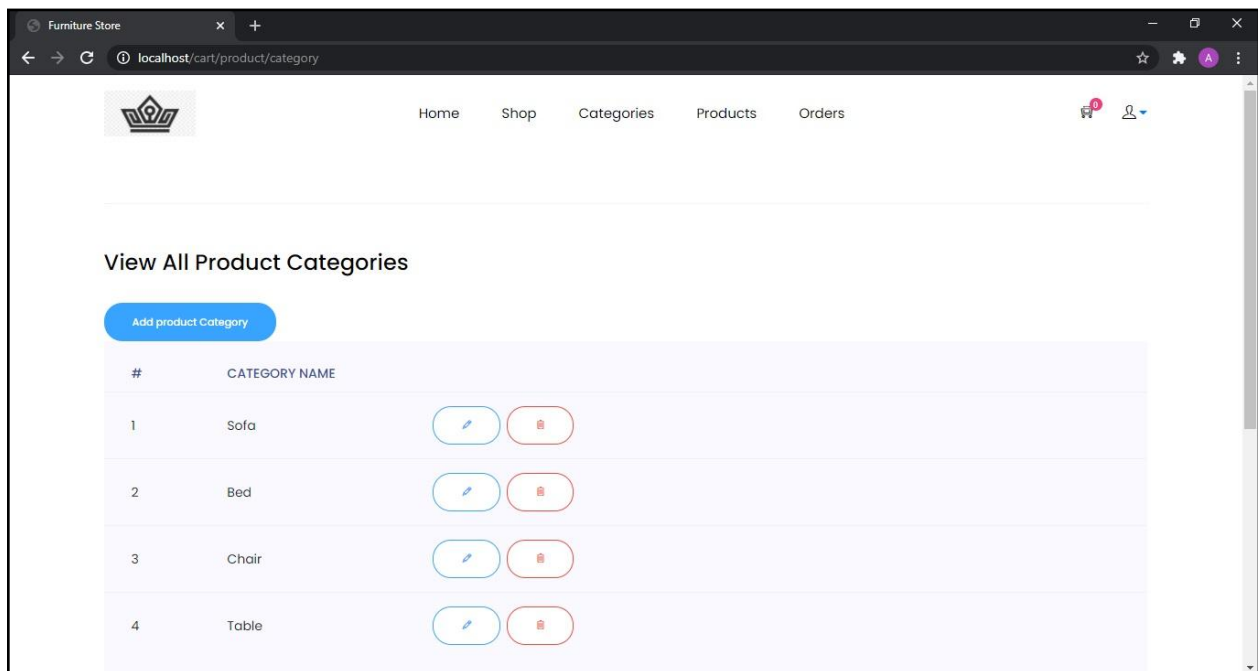 Furniture Store
localhost/cart/product/category
A
Home Shop Categories Products Orders
0
View All Product Categories
Add product Category
# CATEGORY NAME
1 Sofa
2 Bed
3 Chair
4 Table